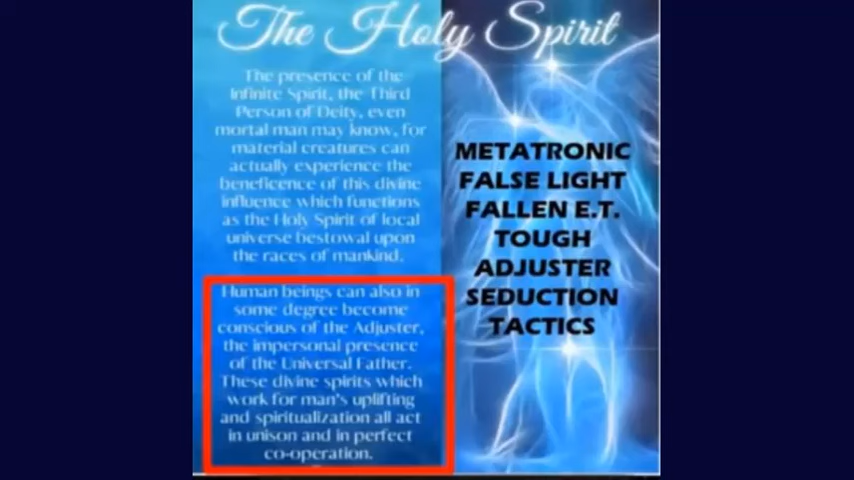 The Holy Spirit
The presence of the
Infinite Spirit, the Third
Person of Deity, even
mortal man may know, for
material creatures can
actually experience the
beneficence of this divine
influence which functions
as the Holy Spirit of local
universe bestowal upon
the races of mankind.
Human beings can also in
some degree become
conscious of the Adjuster,
the impersonal presence
of the Universal Father.
These divine spirits which
work for man's uplifting
and spiritualization all act
in unison and in perfect
co-operation.
METATRONIC
FALSE LIGHT
FALLEN E.T.
TOUGH
ADJUSTER
SEDUCTION
TACTICS